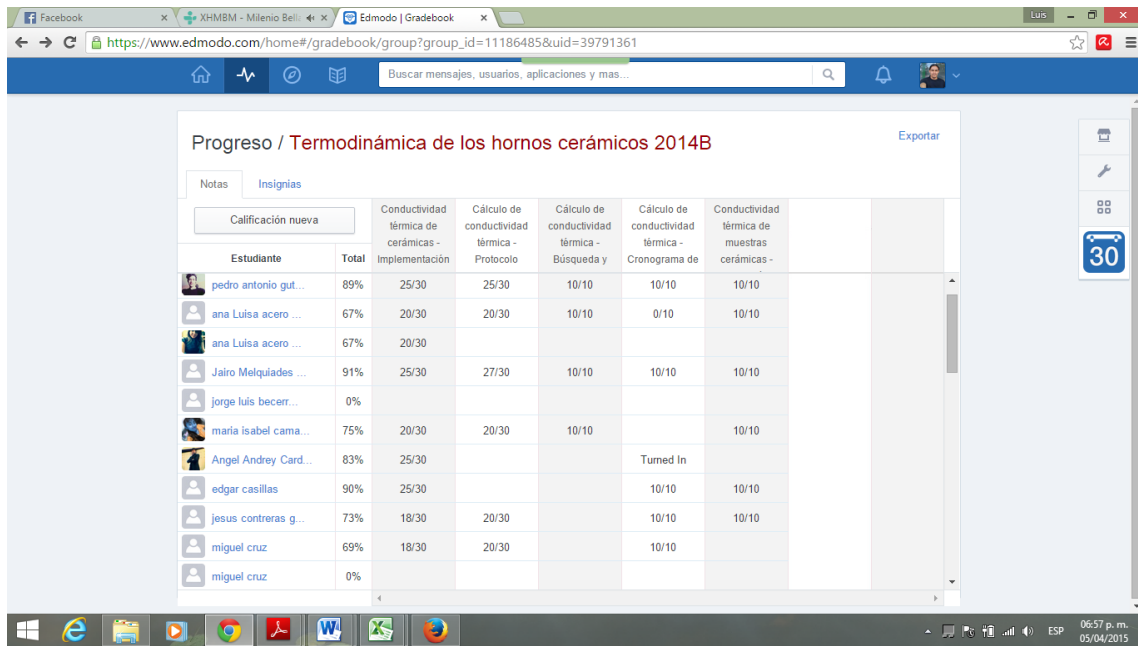 Facebook
XHMBM - Milenio Bella
Edmodo | Gradebook
Luis
https://www.edmodo.com/home#/gradebook/group?group_id=11186485&uid=39791361
Buscar mensajes, usuarios, aplicaciones y mas...
Progreso / Termodinámica de los hornos cerámicos 2014B
Exportar
Notas Insignias
30
Calificación nueva
Estudiante Total
Conductividad térmica de cerámicas - Implementación
Cálculo de conductividad térmica - Protocolo
Cálculo de conductividad térmica - Búsqueda y
Cálculo de conductividad térmica - Cronograma de
Conductividad térmica de muestras cerámicas -
pedro antonio gut... 89% 25/30 25/30 10/10 10/10 10/10
ana Luisa acero ... 67% 20/30 20/30 10/10 0/10 10/10
ana Luisa acero ... 67% 20/30
Jairo Melquiades ... 91% 25/30 27/30 10/10 10/10 10/10
jorge luis becerr... 0%
maria isabel cama... 75% 20/30 20/30 10/10 10/10
Angel Andrey Card... 83% 25/30 Turned In
edgar casillas 90% 25/30 10/10 10/10
jesus contreras g... 73% 18/30 20/30 10/10 10/10
miguel cruz 69% 18/30 20/30 10/10
miguel cruz 0%
ESP
06:57 p. m.
05/04/2015